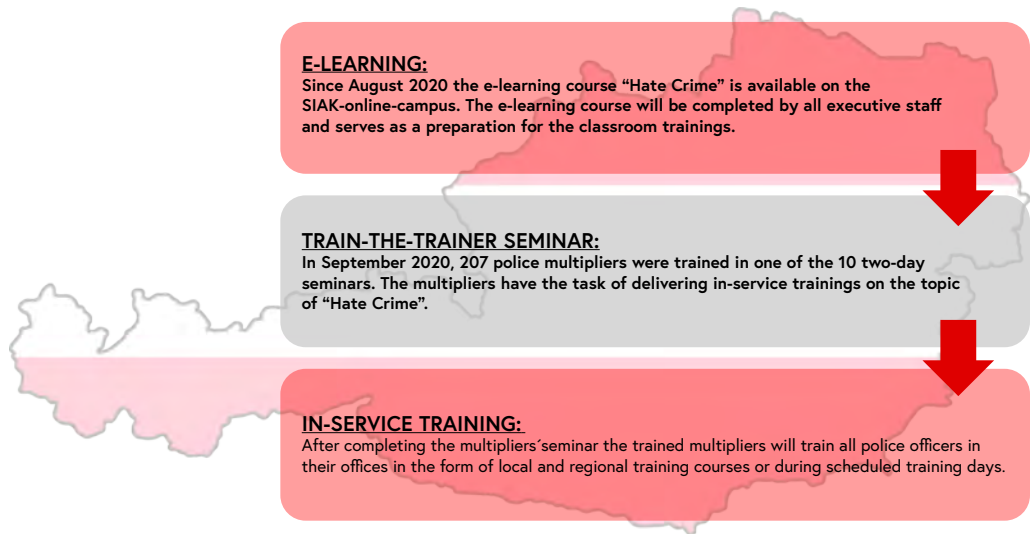 E-LEARNING:
Since August 2020 the e-learning course “Hate Crime” is available on the
SIAK-online-campus. The e-learning course will be completed by all executive staff
and serves as a preparation for the classroom trainings.
TRAIN-THE-TRAINER SEMINAR:
In September 2020, 207 police multipliers were trained in one of the 10 two-day
seminars. The multipliers have the task of delivering in-service trainings on the topic
of “Hate Crime”.
IN-SERVICE TRAINING:
After completing the multipliers´seminar the trained multipliers will train all police officers in
their offices in the form of local and regional training courses or during scheduled training days.